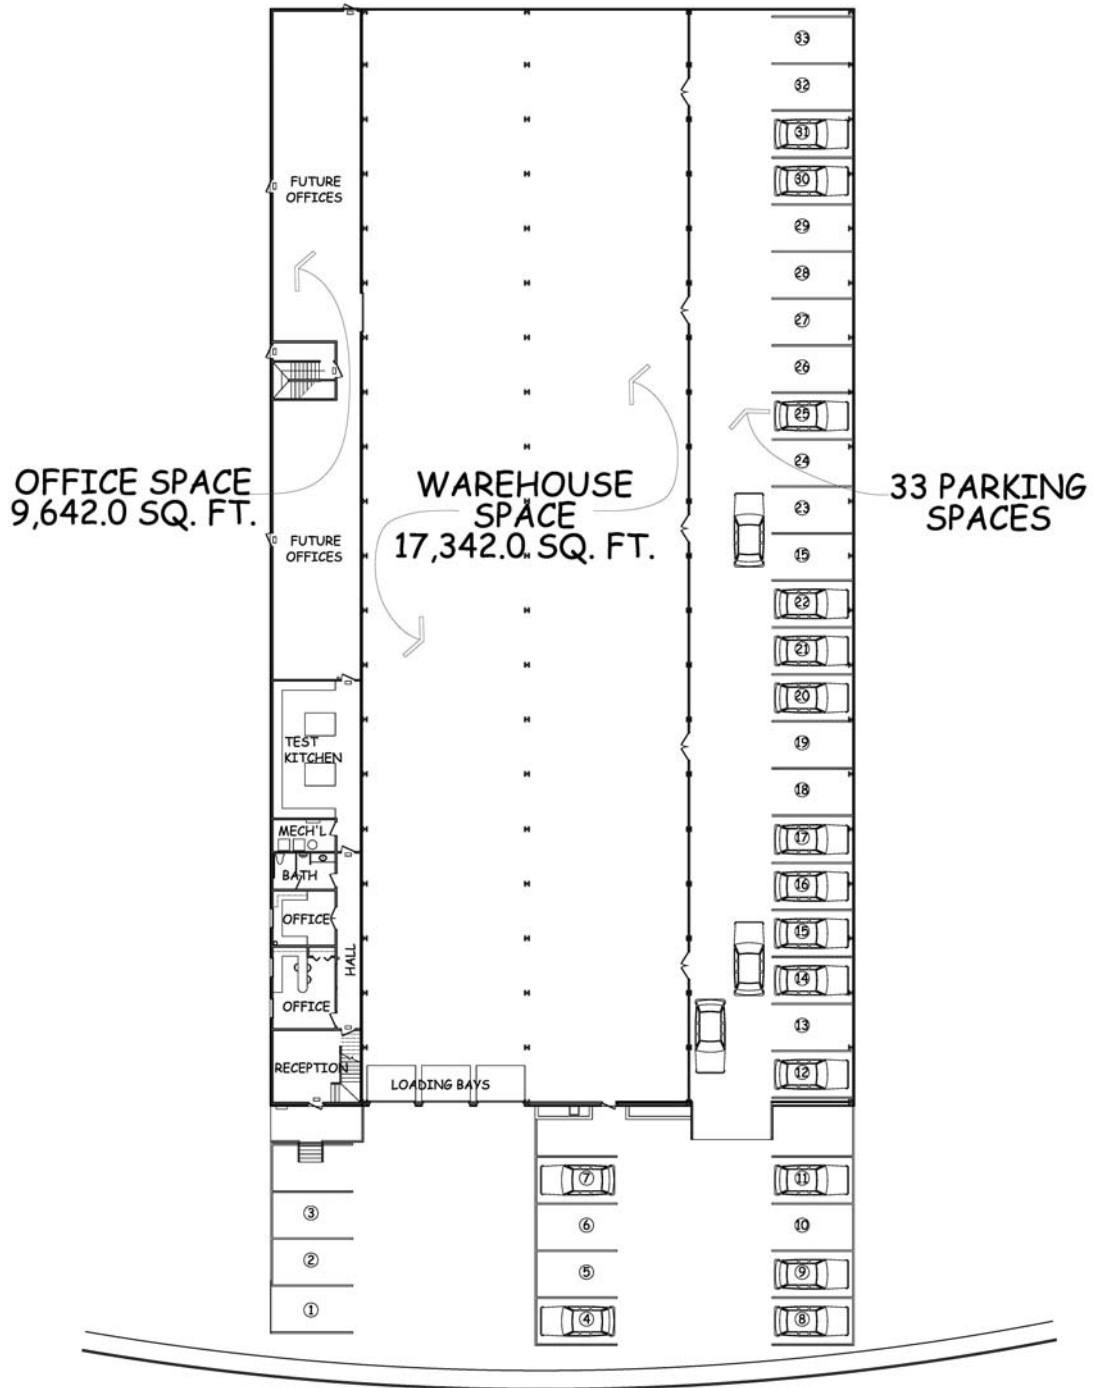 33
32
31
30
FUTURE
OFFICES
29
28
27
26
25
24
OFFICE SPACE
9,642.0 SQ. FT.
WAREHOUSE
SPACE
17,342.0 SQ. FT.
33 PARKING
SPACES
23
15
FUTURE
OFFICES
22
21
20
19
TEST
KITCHEN
18
17
MECH'L
BATH
16
OFFICE
15
HALL
14
OFFICE
13
RECEPTION
12
LOADING BAYS
7
11
3
6
10
2
5
9
1
4
8